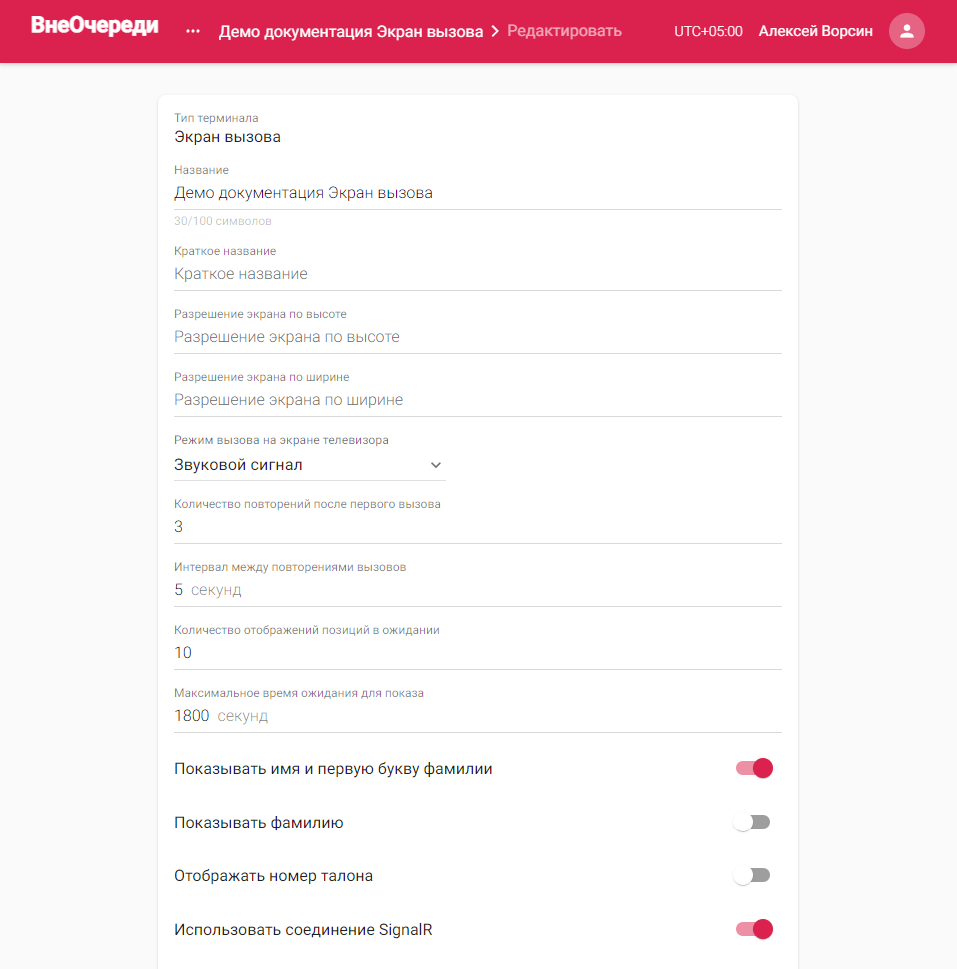 ВнеОчереди
... Демо документация Экран вызова > Редактировать
UTC+05:00 Алексей Ворсин
Тип терминала
Экран вызова
Название
Демо документация Экран вызова
30/100 символов
Краткое название
Краткое название
Разрешение экрана по высоте
Разрешение экрана по высоте
Разрешение экрана по ширине
Разрешение экрана по ширине
Режим вызова на экране телевизора
Звуковой сигнал
Количество повторений после первого вызова
3
Интервал между повторениями вызовов
5 секунд
Количество отображений позиций в ожидании
10
Максимальное время ожидания для показа
1800 секунд
Показывать имя и первую букву фамилии
Показывать фамилию
Отображать номер талона
Использовать соединение SignalR